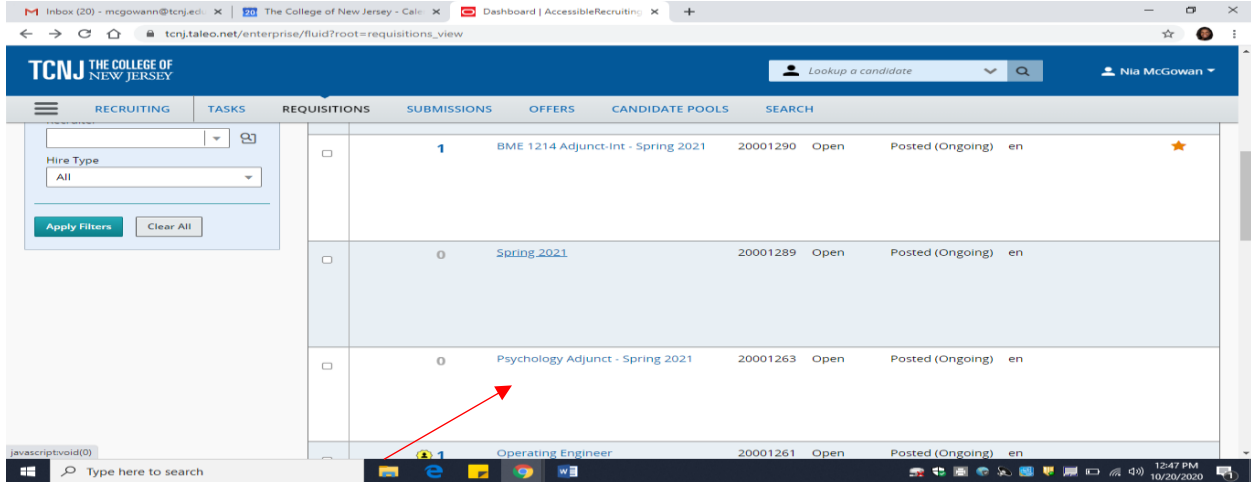 Inbox (20) - mcgowann@tcnj.edu
20 The College of New Jersey - Cale
Dashboard | AccessibleRecruiting
tcnj.taleo.net/enterprise/fluid?root=requisitions_view
TCNJ THE COLLEGE OF NEW JERSEY
Lookup a candidate
Nia McGowan
RECRUITING TASKS REQUISITIONS SUBMISSIONS OFFERS CANDIDATE POOLS SEARCH
Recruiter
Hire Type
All
Apply Filters Clear All
1 BME 1214 Adjunct-Int - Spring 2021 20001290 Open Posted (Ongoing) en
0 Spring 2021 20001289 Open Posted (Ongoing) en
0 Psychology Adjunct - Spring 2021 20001263 Open Posted (Ongoing) en
1 Operating Engineer 20001261 Open Posted (Ongoing) en
javascript:void(0)
Type here to search
12:47 PM
10/20/2020